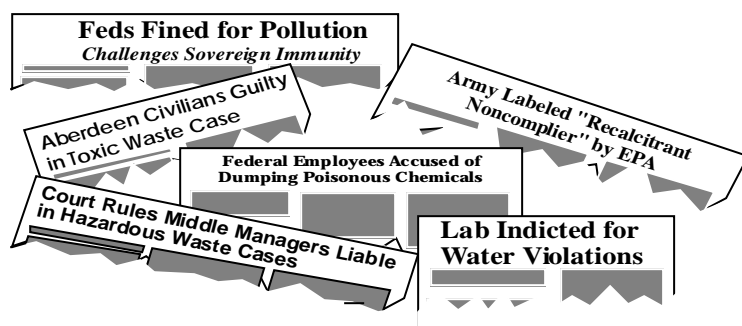 Feds Fined for Pollution
Challenges Sovereign Immunity
Army Labeled "Recalcitrant
Noncomplier" by EPA
Aberdeen Civilians Guilty
in Toxic Waste Case
Federal Employees Accused of
Dumping Poisonous Chemicals
Court Rules Middle Managers Liable
in Hazardous Waste Cases
Lab Indicted for
Water Violations